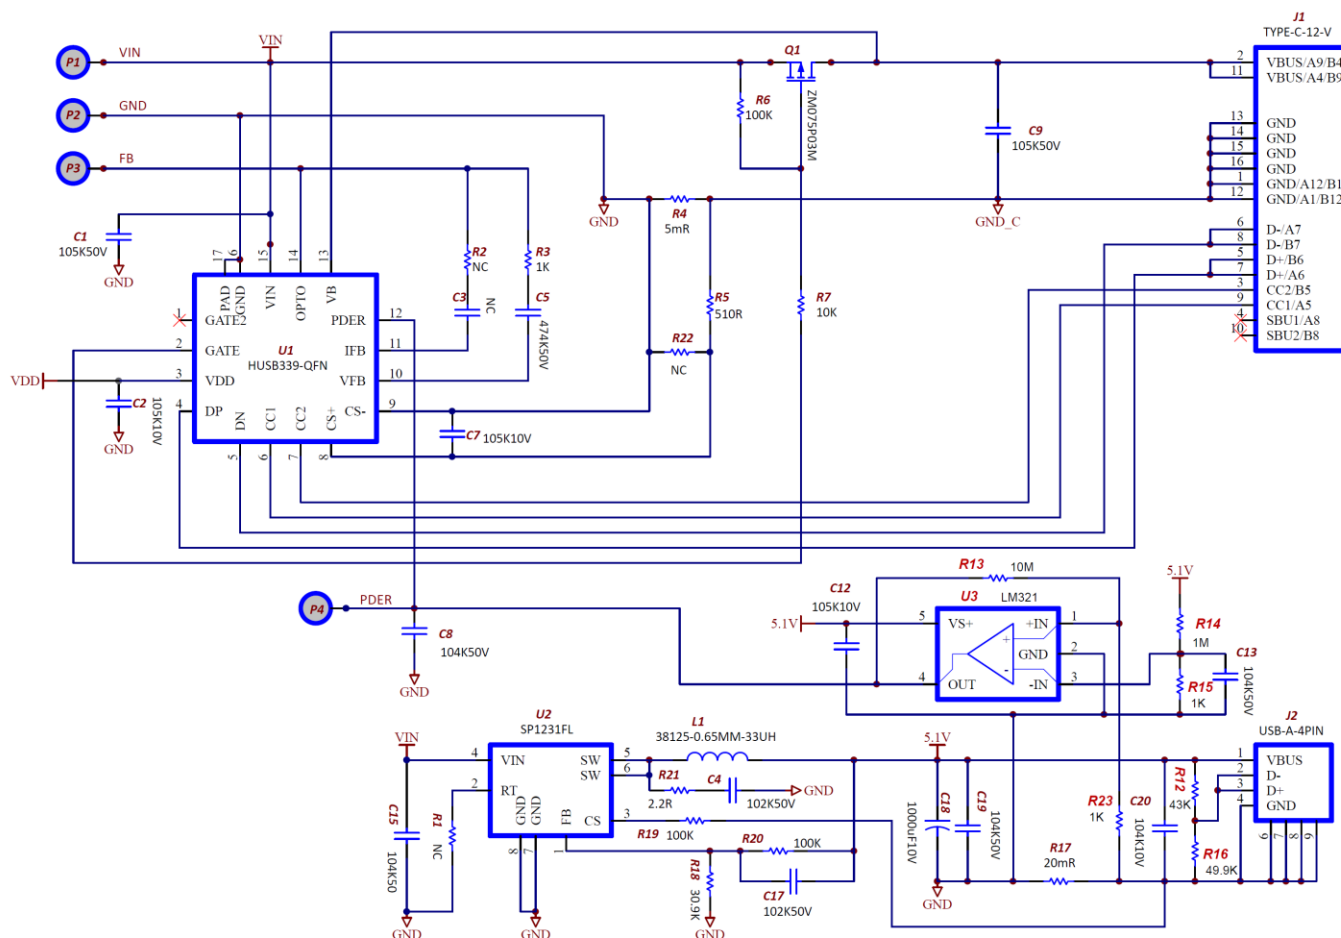 J1
TYPE-C-12-V
P1 VIN
VIN
Q1
ZM075P03M
2 VBUS/A9/B4
11 VBUS/A4/B9
R6
100K
P2 GND
C9
105K50V
13 GND
14 GND
15 GND
16 GND
1 GND/A12/B1
12 GND/A1/B12
P3 FB
GND
R4
5mR
GND_C
6 D-/A7
8 D-/B7
5 D+/B6
7 D+/A6
3 CC2/B5
9 CC1/A5
4 SBU1/A8
10 SBU2/B8
C1
105K50V
GND
R2
NC
R3
1K
C3
NC
C5
474K50V
R5
510R
R7
10K
R22
NC
17 16 15 14 13
PAD GND VIN OPTO VB
1 GATE2
2 GATE
3 VDD
4 DP
U1
HUSB339-QFN
PDER 12
IFB 11
VFB 10
CS- 9
DN CC1 CC2 CS+
5 6 7 8
VDD
C2
105K10V
GND
C7 105K10V
P4 PDER
C8
104K50V
GND
R13 10M
C12
105K10V
U3 LM321
5.1V
5 VS+
+IN 1
GND 2
4 OUT
-IN 3
5.1V
R14
1M
R15
1K
C13
104K50V
U2
SP1231FL
VIN
4 VIN
2 RT
SW 5
SW 6
CS 3
GND GND FB
8 7 1
C15
104K50
R1
NC
GND
GND
L1
38125-0.65MM-33UH
R21
2.2R
C4
102K50V
GND
R19 100K
R20
100K
R18
30.9K
C17
102K50V
GND
5.1V
C18
1000uF10V
C19
104K50V
GND
R17
20mR
R23
1K
C20
104K10V
R12
43K
R16
49.9K
J2
USB-A-4PIN
1 VBUS
2 D-
3 D+
4 GND
6 7 8 9